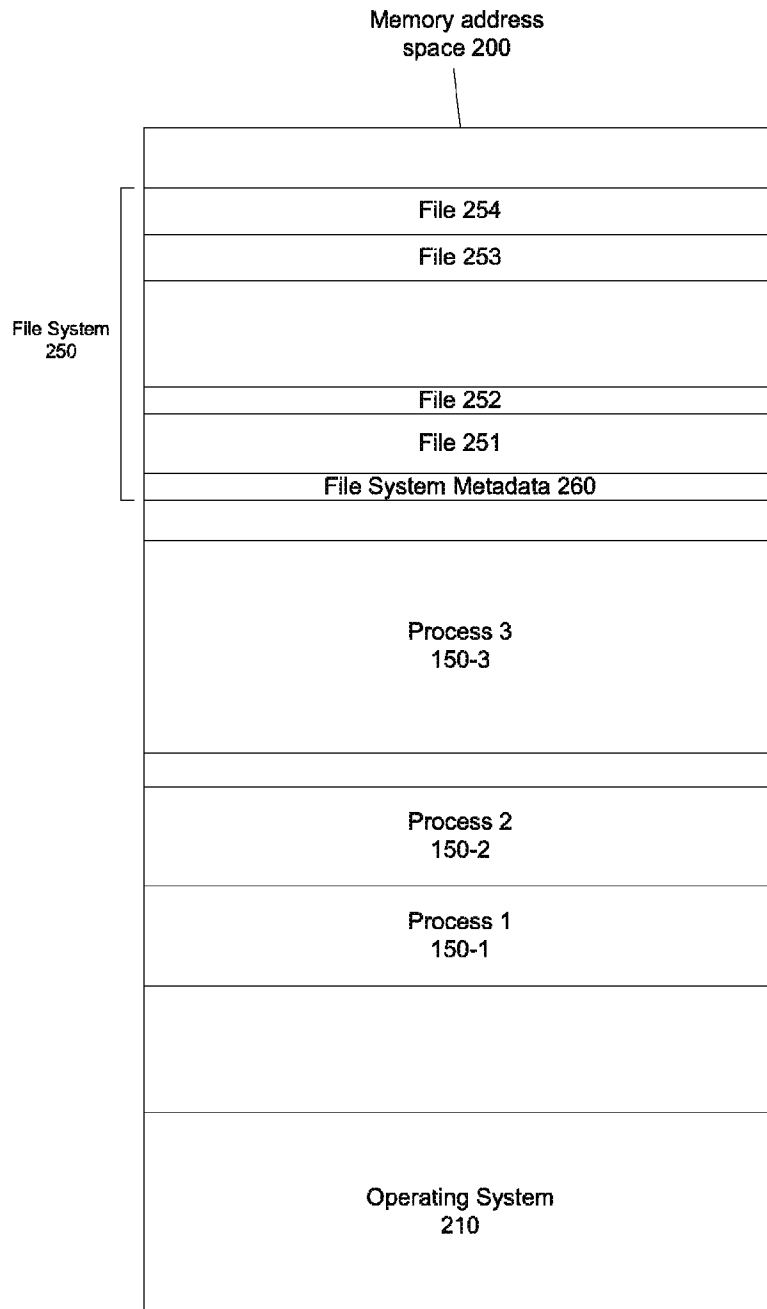 Memory address
space 200
File 254
File 253
File System
250
File 252
File 251
File System Metadata 260
Process 3
150-3
Process 2
150-2
Process 1
150-1
Operating System
210